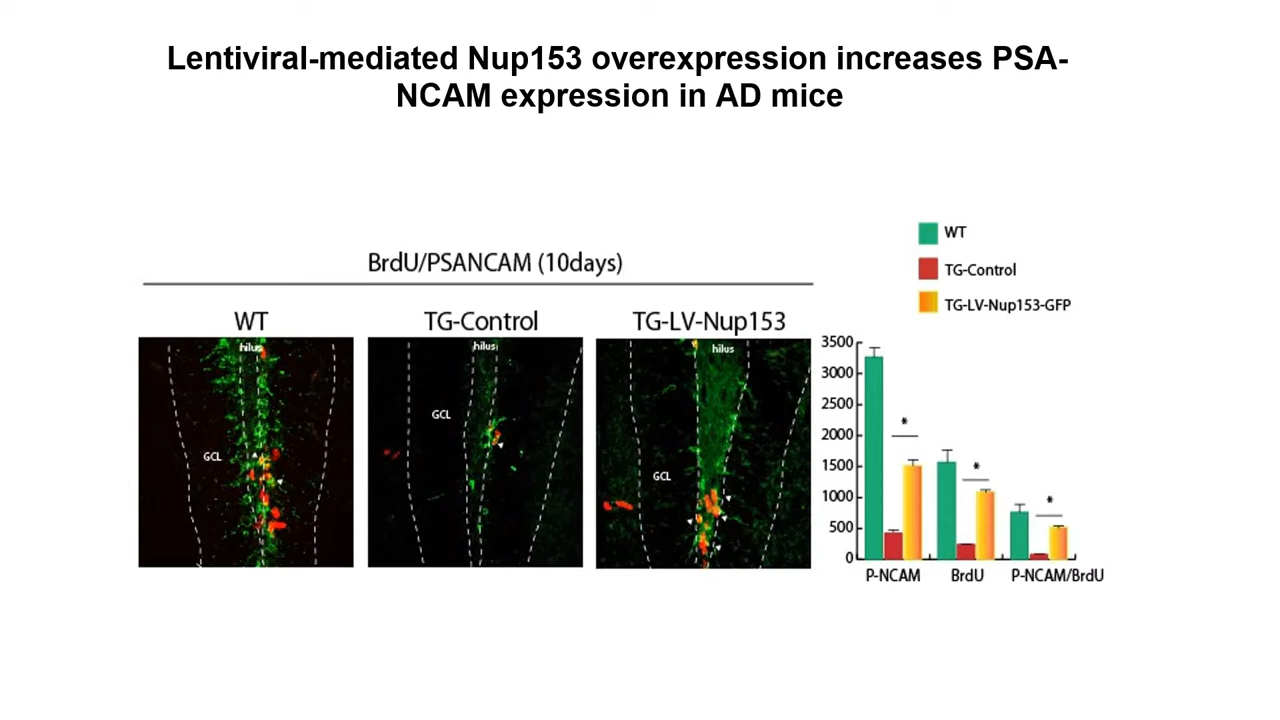 Lentiviral-mediated Nup153 overexpression increases PSA-
NCAM expression in AD mice
BrdU/PSANCAM (10days)
WT
TG-Control
TG-LV-Nup153
hilus
GCL
hilus
GCL
hilus
GCL
WT
TG-Control
TG-LV-Nup153-GFP
3500
3000
2500
2000
1500
1000
500
0
*
*
*
P-NCAM
BrdU
P-NCAM/BrdU